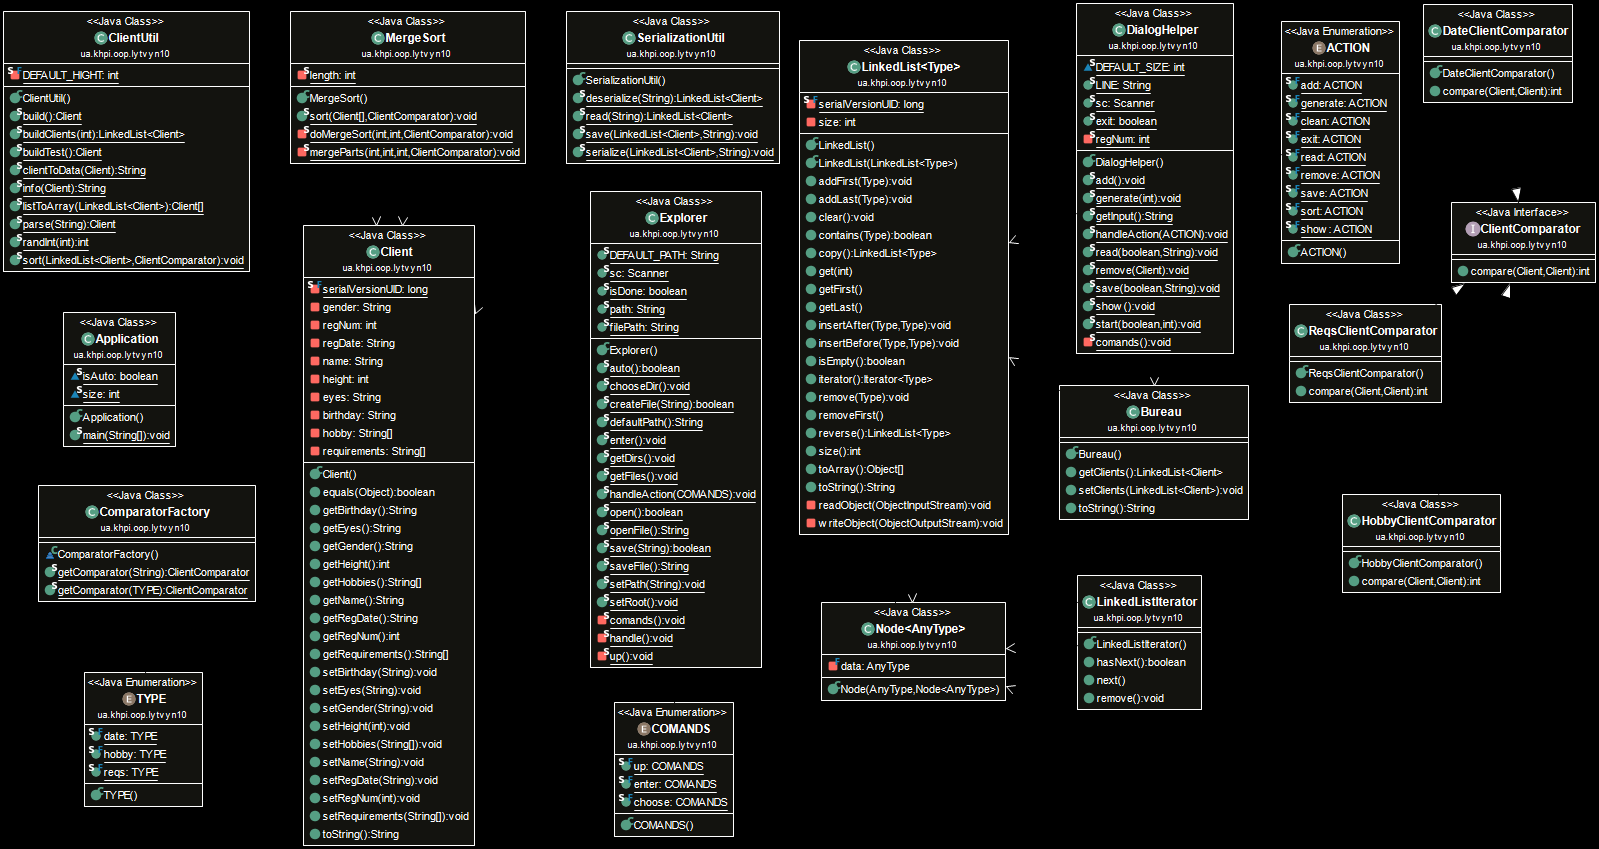 <<Java Class>>
ClientUtil
ua.khpi.oop.lytvyn10
DEFAULT_HIGHT: int
ClientUtil()
build():Client
buildClients(int):LinkedList<Client>
buildTest():Client
clientToData(Client):String
info(Client):String
listToArray(LinkedList<Client>):Client[]
parse(String):Client
randInt(int):int
sort(LinkedList<Client>,ClientComparator):void
<<Java Class>>
MergeSort
ua.khpi.oop.lytvyn10
length: int
MergeSort()
sort(Client[],ClientComparator):void
doMergeSort(int,int,ClientComparator):void
mergeParts(int,int,int,ClientComparator):void
<<Java Class>>
SerializationUtil
ua.khpi.oop.lytvyn10
SerializationUtil()
deserialize(String):LinkedList<Client>
read(String):LinkedList<Client>
save(LinkedList<Client>,String):void
serialize(LinkedList<Client>,String):void
<<Java Class>>
LinkedList<Type>
ua.khpi.oop.lytvyn10
serialVersionUID: long
size: int
LinkedList()
LinkedList(LinkedList<Type>)
addFirst(Type):void
addLast(Type):void
clear():void
contains(Type):boolean
copy():LinkedList<Type>
get(int)
getFirst()
getLast()
insertAfter(Type,Type):void
insertBefore(Type,Type):void
isEmpty():boolean
iterator():Iterator<Type>
remove(Type):void
removeFirst()
reverse():LinkedList<Type>
size():int
toArray():Object[]
toString():String
readObject(ObjectInputStream):void
writeObject(ObjectOutputStream):void
<<Java Class>>
DialogHelper
ua.khpi.oop.lytvyn10
DEFAULT_SIZE: int
LINE: String
sc: Scanner
exit: boolean
regNum: int
DialogHelper()
add():void
generate(int):void
getInput():String
handleAction(ACTION):void
read(boolean,String):void
remove(Client):void
save(boolean,String):void
show():void
start(boolean,int):void
comands():void
<<Java Enumeration>>
ACTION
ua.khpi.oop.lytvyn10
add: ACTION
generate: ACTION
clean: ACTION
exit: ACTION
read: ACTION
remove: ACTION
save: ACTION
sort: ACTION
show: ACTION
ACTION()
<<Java Class>>
DateClientComparator
ua.khpi.oop.lytvyn10
DateClientComparator()
compare(Client,Client):int
<<Java Interface>>
ClientComparator
ua.khpi.oop.lytvyn10
compare(Client,Client):int
<<Java Class>>
Client
ua.khpi.oop.lytvyn10
serialVersionUID: long
gender: String
regNum: int
regDate: String
name: String
height: int
eyes: String
birthday: String
hobby: String[]
requirements: String[]
Client()
equals(Object):boolean
getBirthday():String
getEyes():String
getGender():String
getHeight():int
getHobbies():String[]
getName():String
getRegDate():String
getRegNum():int
getRequirements():String[]
setBirthday(String):void
setEyes(String):void
setGender(String):void
setHeight(int):void
setHobbies(String[]):void
setName(String):void
setRegDate(String):void
setRegNum(int):void
setRequirements(String[]):void
toString():String
<<Java Class>>
Explorer
ua.khpi.oop.lytvyn10
DEFAULT_PATH: String
sc: Scanner
isDone: boolean
path: String
filePath: String
Explorer()
auto():boolean
chooseDir():void
createFile(String):boolean
defaultPath():String
enter():void
getDirs():void
getFiles():void
handleAction(COMANDS):void
open():boolean
openFile():String
save(String):boolean
saveFile():String
setPath(String):void
setRoot():void
comands():void
handle():void
up():void
<<Java Class>>
Application
ua.khpi.oop.lytvyn10
isAuto: boolean
size: int
Application()
main(String[]):void
<<Java Class>>
ReqsClientComparator
ua.khpi.oop.lytvyn10
ReqsClientComparator()
compare(Client,Client):int
<<Java Class>>
Bureau
ua.khpi.oop.lytvyn10
Bureau()
getClients():LinkedList<Client>
setClients(LinkedList<Client>):void
toString():String
<<Java Class>>
ComparatorFactory
ua.khpi.oop.lytvyn10
ComparatorFactory()
getComparator(String):ClientComparator
getComparator(TYPE):ClientComparator
<<Java Class>>
HobbyClientComparator
ua.khpi.oop.lytvyn10
HobbyClientComparator()
compare(Client,Client):int
<<Java Class>>
Node<AnyType>
ua.khpi.oop.lytvyn10
data: AnyType
Node(AnyType,Node<AnyType>)
<<Java Class>>
LinkedListIterator
ua.khpi.oop.lytvyn10
LinkedListIterator()
hasNext():boolean
next()
remove():void
<<Java Enumeration>>
TYPE
ua.khpi.oop.lytvyn10
date: TYPE
hobby: TYPE
reqs: TYPE
TYPE()
<<Java Enumeration>>
COMANDS
ua.khpi.oop.lytvyn10
up: COMANDS
enter: COMANDS
choose: COMANDS
COMANDS()